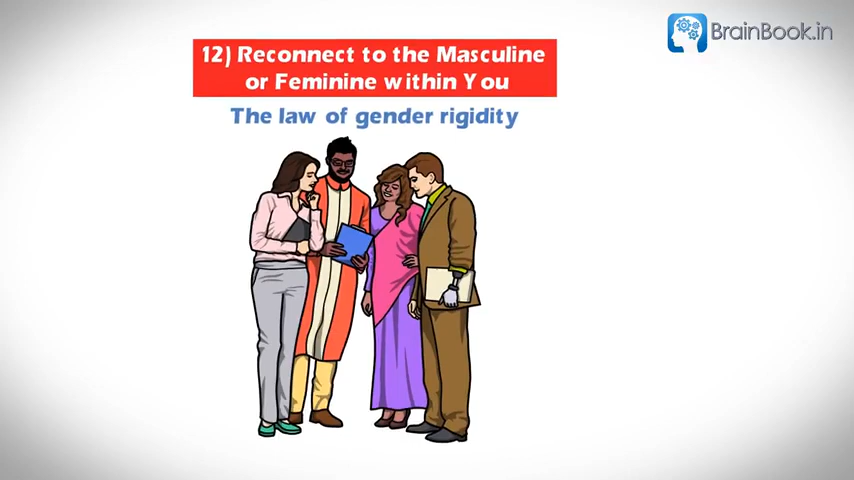 BrainBook.in
12) Reconnect to the Masculine
or Feminine within You
The law of gender rigidity